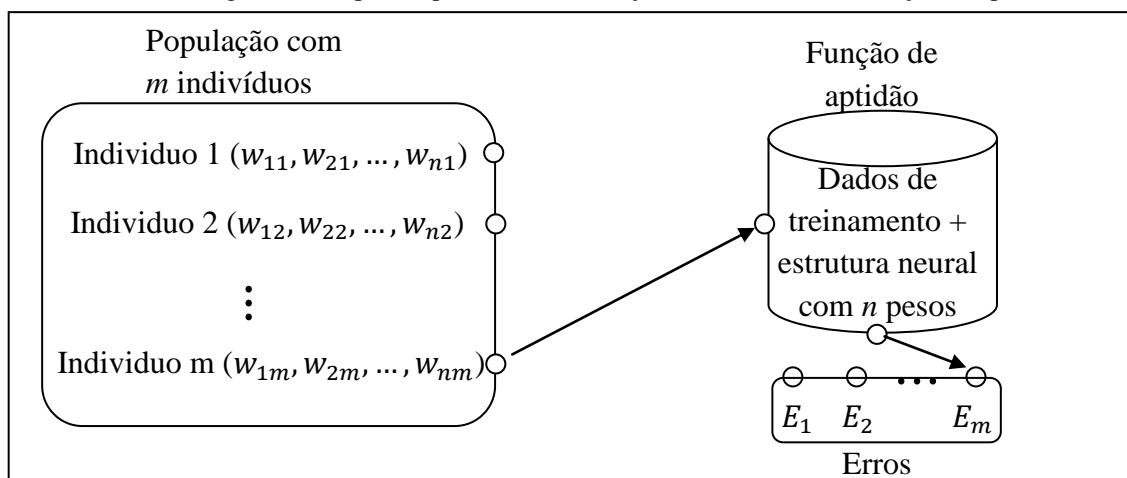 População com
m indivíduos
Individuo 1 (w₁₁, w₂₁, …, wₙ₁)
Individuo 2 (w₁₂, w₂₂, …, wₙ₂)
⋮
Individuo m (w₁ₘ, w₂ₘ, …, wₙₘ)
Função de
aptidão
Dados de
treinamento +
estrutura neural
com n pesos
E₁ E₂ … Eₘ
Erros